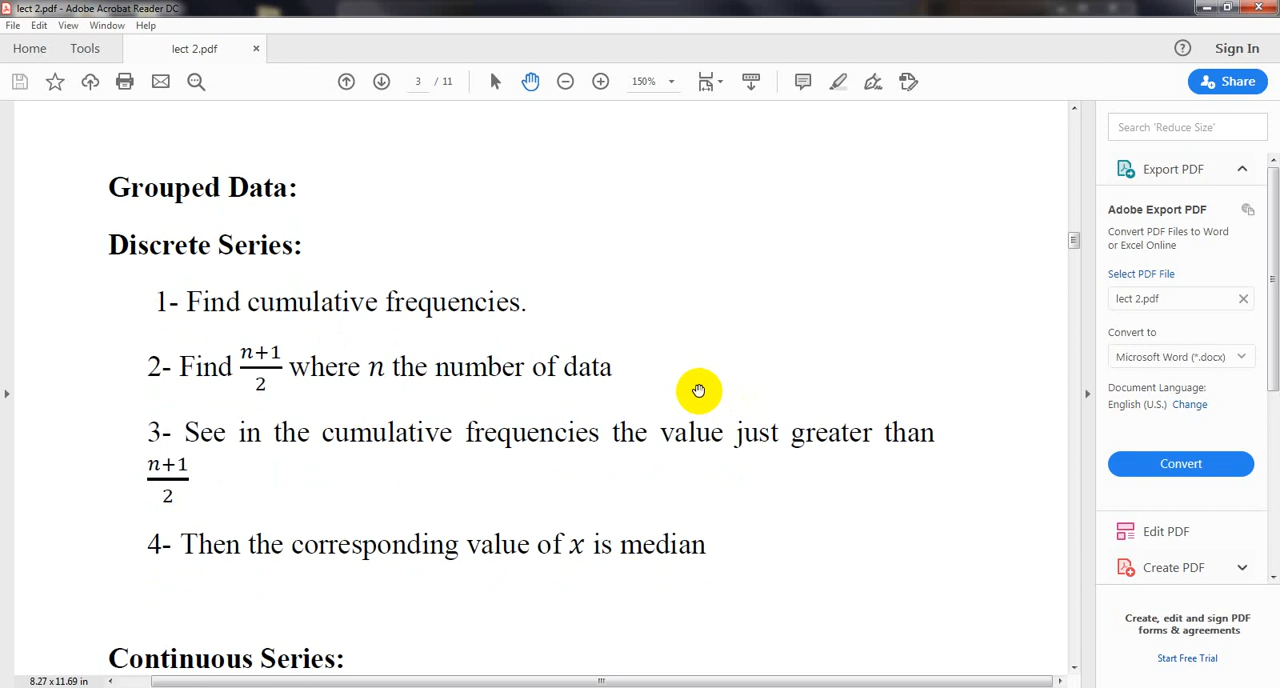 lect 2.pdf - Adobe Acrobat Reader DC
File Edit View Window Help
Home Tools lect 2.pdf × ? Sign In
3 / 11 150% Share
Grouped Data:
Discrete Series:
1- Find cumulative frequencies.
2- Find n+1/2 where n the number of data
3- See in the cumulative frequencies the value just greater than
n+1/2
4- Then the corresponding value of x is median
Continuous Series:
8.27 x 11.69 in
Search 'Reduce Size'
Export PDF
Adobe Export PDF
Convert PDF Files to Word
or Excel Online
Select PDF File
lect 2.pdf
Convert to
Microsoft Word (*.docx)
Document Language:
English (U.S.) Change
Convert
Edit PDF
Create PDF
Create, edit and sign PDF
forms & agreements
Start Free Trial